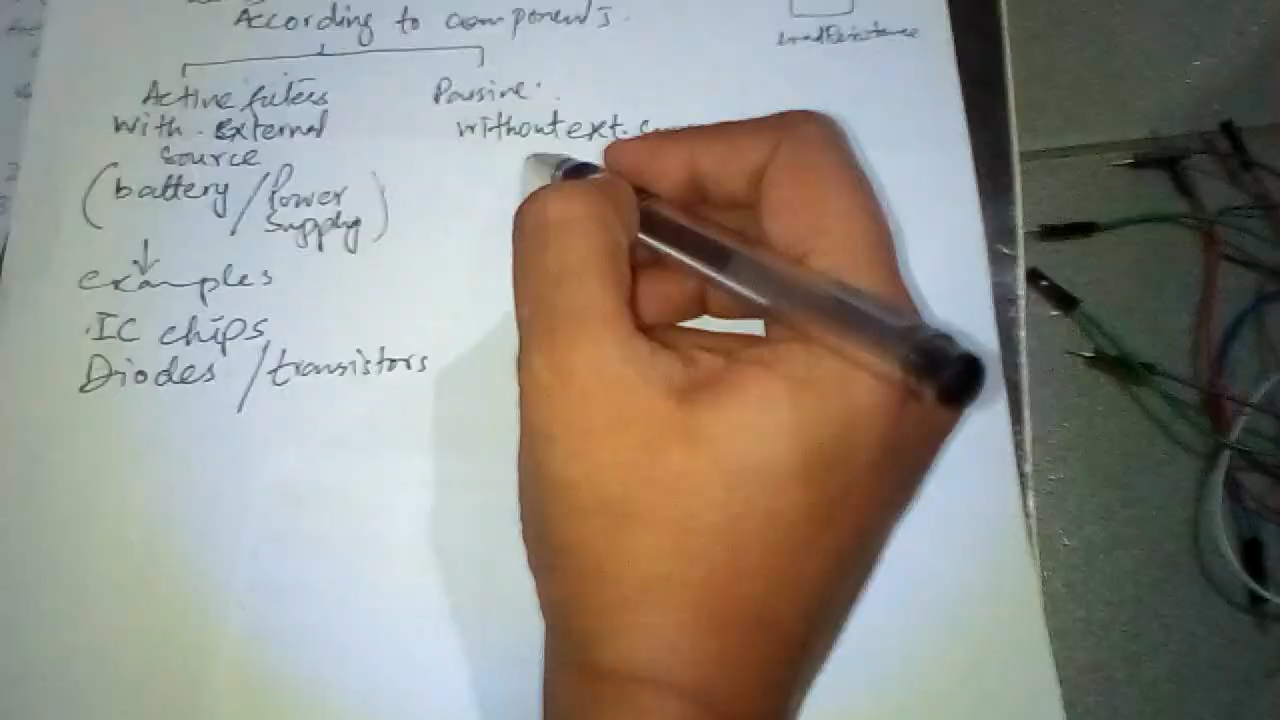 According to components.
Active filters
Passive.
With external
source
without ext.
(battery / Power
supply)
Load Resistance
examples
IC chips
Diodes / transistors